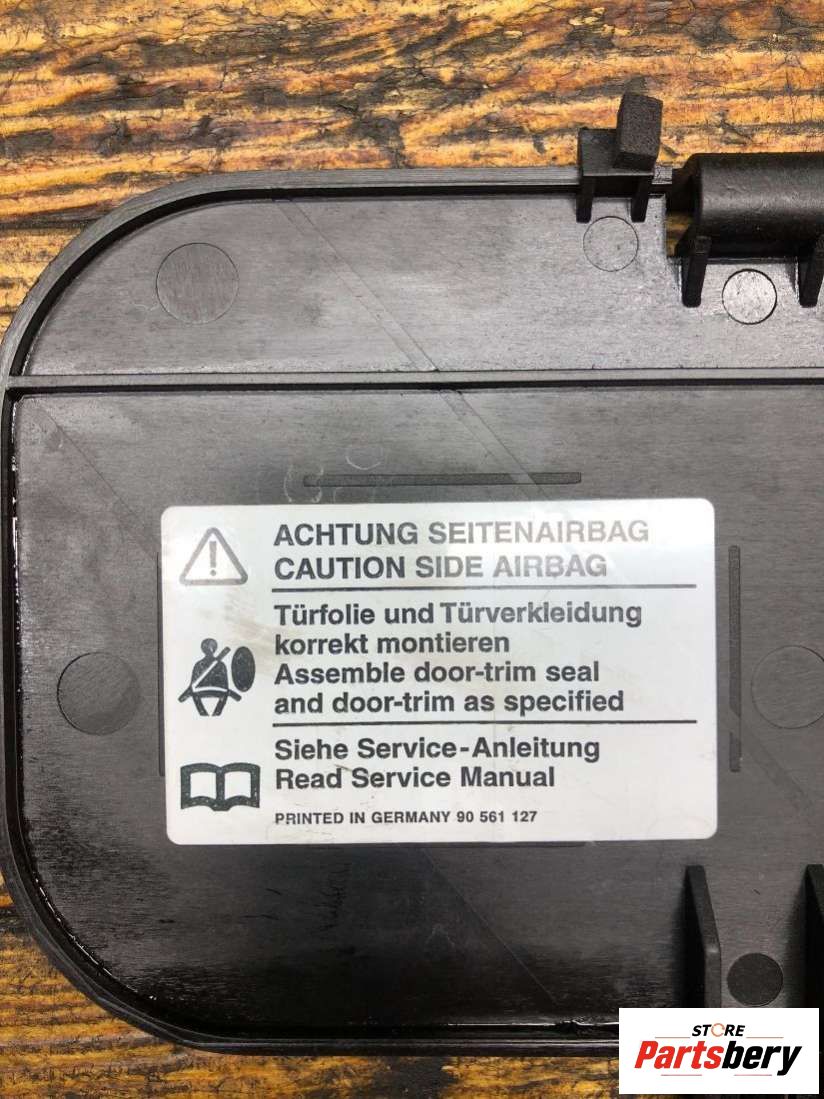 ACHTUNG SEITENAIRBAG
CAUTION SIDE AIRBAG
Türfolie und Türverkleidung
korrekt montieren
Assemble door-trim seal
and door-trim as specified
Siehe Service-Anleitung
Read Service Manual
PRINTED IN GERMANY 90 561 127
STORE
Partsbery